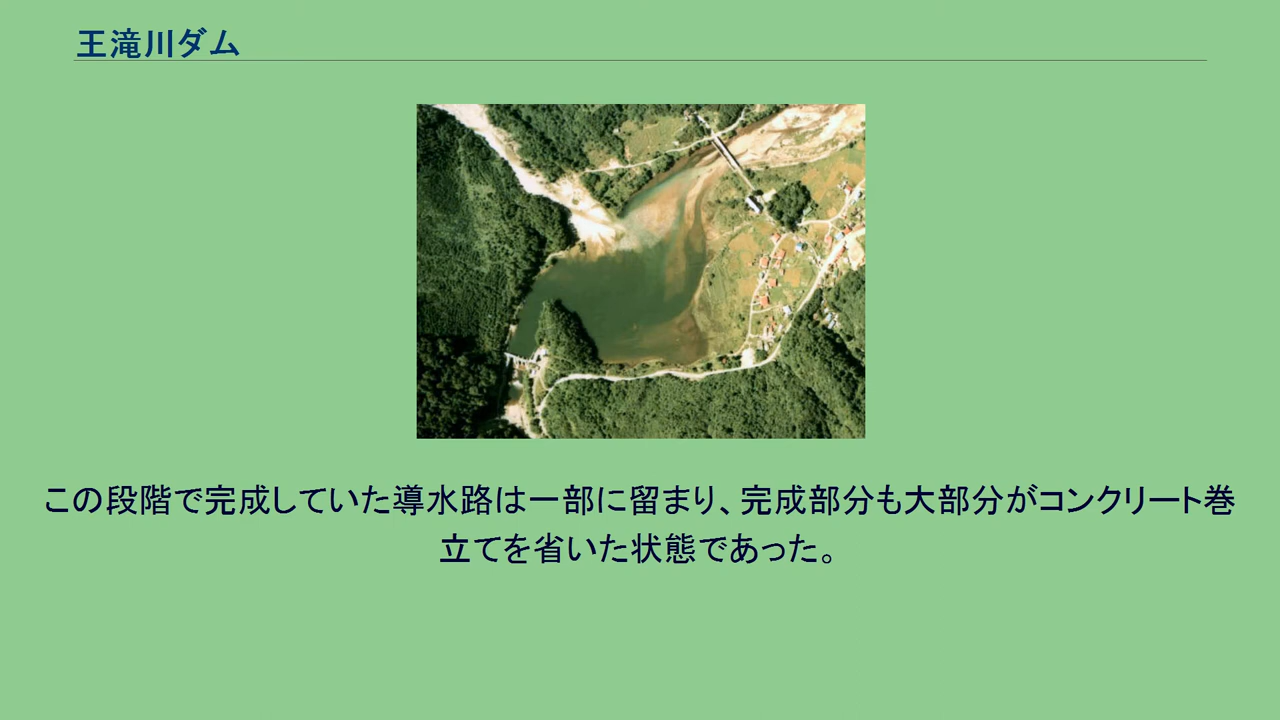 王滝川ダム
この段階で完成していた導水路は一部に留まり、完成部分も大部分がコンクリート巻
立てを省いた状態であった。